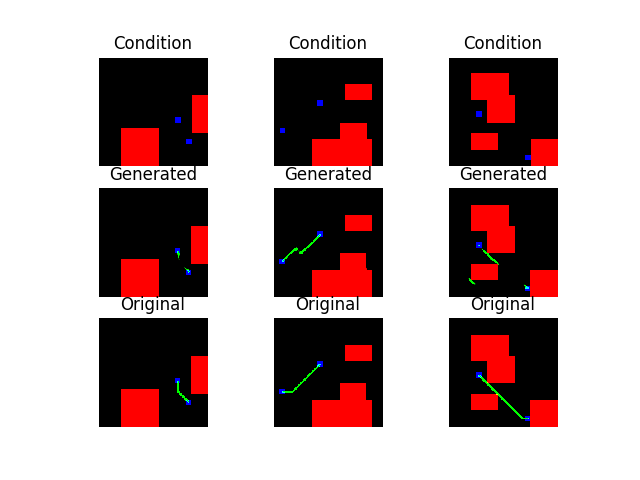 Condition Condition Condition
Generated Generated Generated
Original Original Original